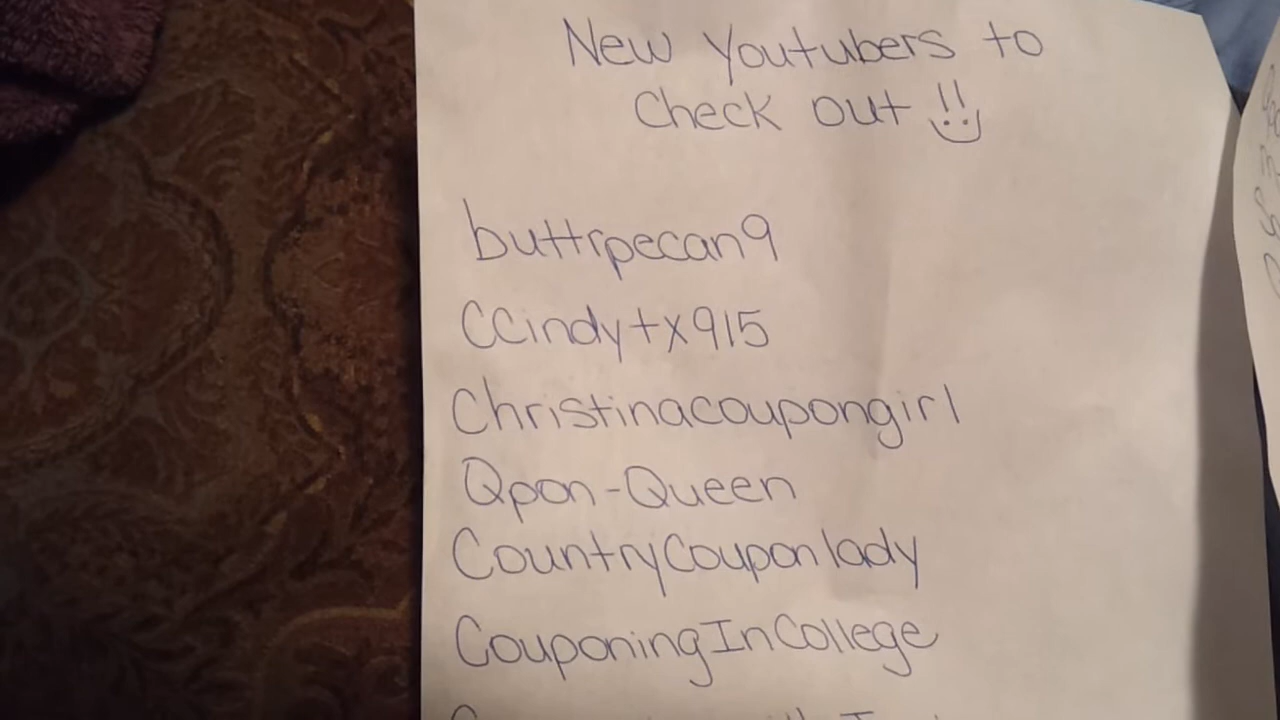 New Youtubers to
Check out !!
buttrpecan9
CCindytx915
Christinacoupongirl
Qpon-Queen
CountryCouponlady
CouponingInCollege